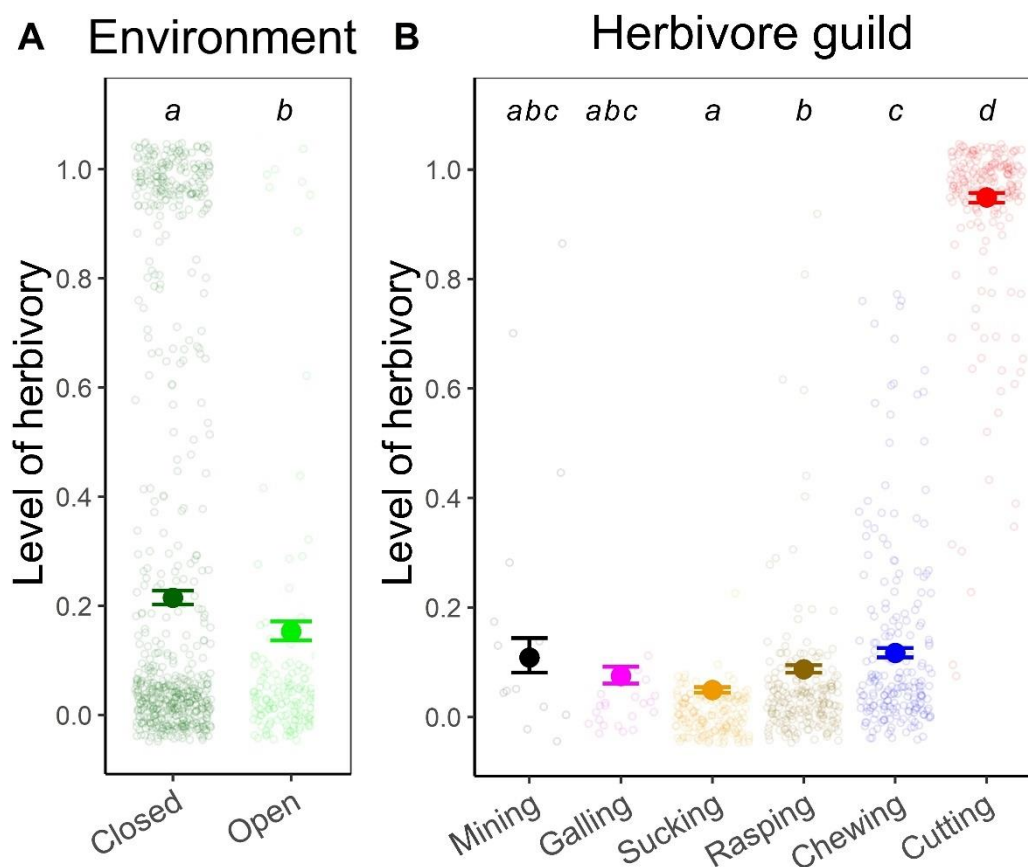 A Environment
a b
Level of herbivory
1.0
0.8
0.6
0.4
0.2
0.0
Closed Open
B Herbivore guild
abc abc a b c d
Level of herbivory
1.0
0.8
0.6
0.4
0.2
0.0
Mining Galling Sucking Rasping Chewing Cutting